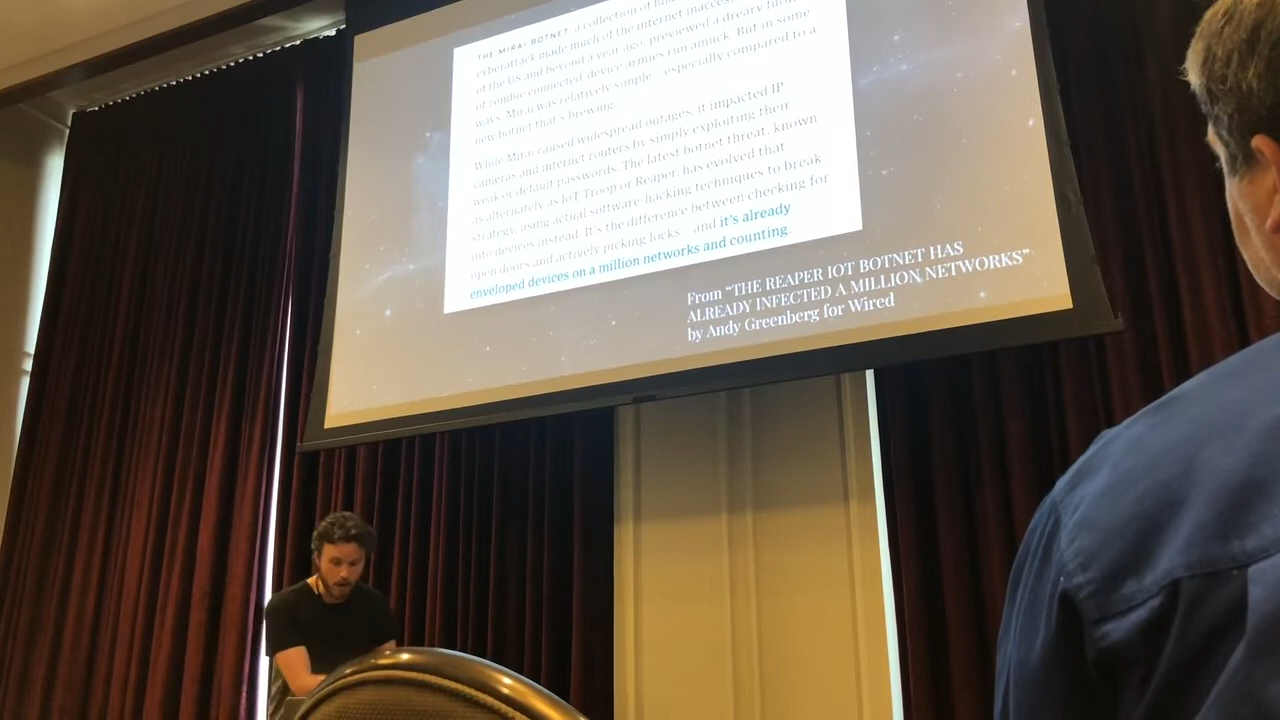 THE MIRAI BOTNET, a collection of
cyberattack made much of the internet
of the US and beyond a year ago, previewed a dreary
of zombie connected-device armies run amuck. But in some
ways, Mirai was relatively simple—especially compared to a
new botnet that's brewing.
While Mirai caused widespread outages, it impacted IP
cameras and internet routers by simply exploiting their
weak or default passwords. The latest botnet threat, known
as alternately as IoT Troop or Reaper, has evolved that
strategy, using actual software-hacking techniques to break
into devices instead. It's the difference between checking for
open doors and actively picking locks—and it's already
enveloped devices on a million networks and counting.
From "THE REAPER IOT BOTNET HAS
ALREADY INFECTED A MILLION NETWORKS"
by Andy Greenberg for Wired